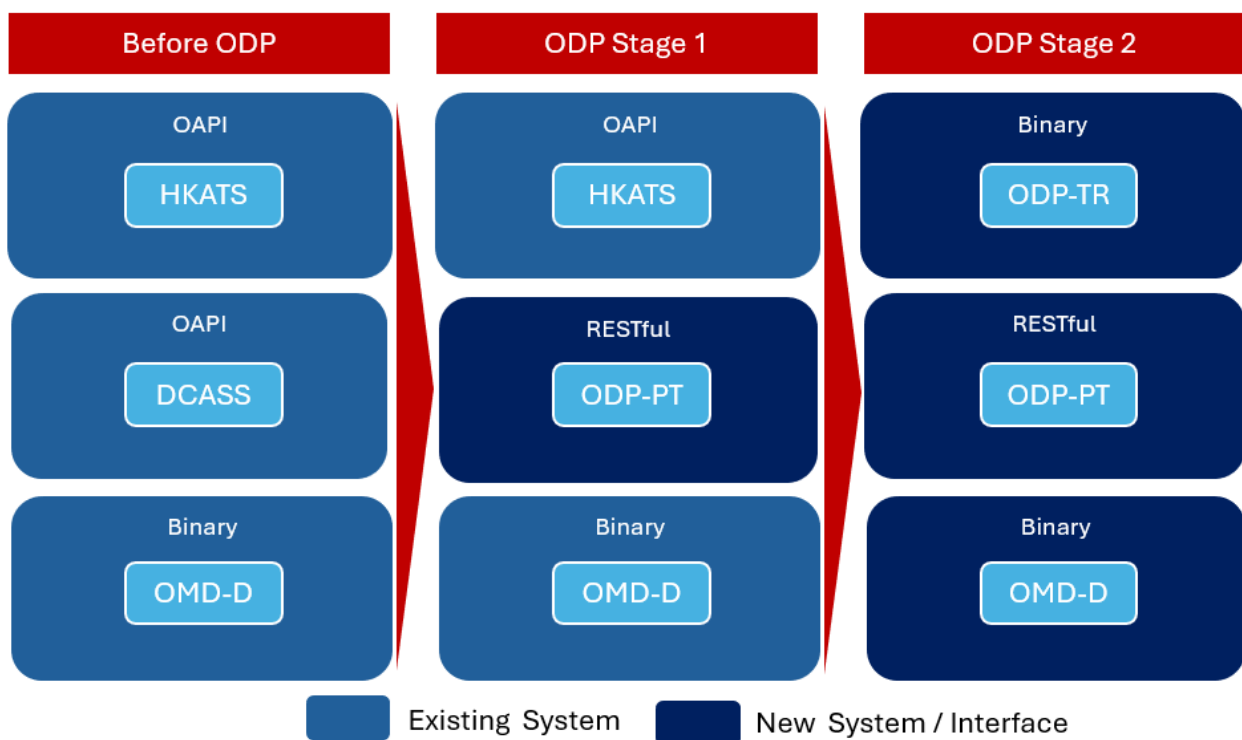 Before ODP
ODP Stage 1
ODP Stage 2
OAPI
HKATS
OAPI
HKATS
Binary
ODP-TR
OAPI
DCASS
RESTful
ODP-PT
RESTful
ODP-PT
Binary
OMD-D
Binary
OMD-D
Binary
OMD-D
Existing System
New System / Interface